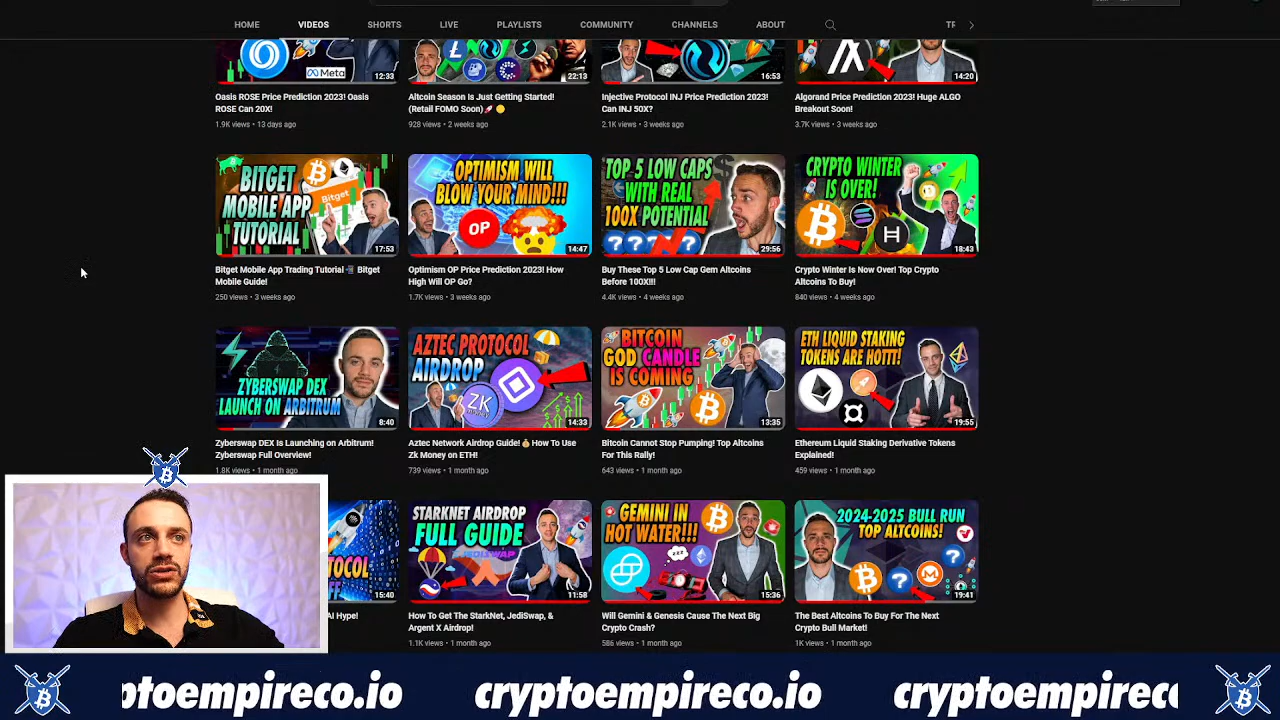 HOME VIDEOS SHORTS LIVE PLAYLISTS COMMUNITY CHANNELS ABOUT
Meta
12:33
22:13
16:53
14:20
Oasis ROSE Price Prediction 2023! Oasis
ROSE Can 20X!
1.9K views • 13 days ago
Altcoin Season Is Just Getting Started!
(Retail FOMO Soon)🚀
928 views • 2 weeks ago
Injective Protocol INJ Price Prediction 2023!
Can INJ 50X?
2.1K views • 3 weeks ago
Algorand Price Prediction 2023! Huge ALGO
Breakout Soon!
3.7K views • 3 weeks ago
BITGET
MOBILE APP
TUTORIAL
Bitget
17:53
OPTIMISM WILL
BLOW YOUR MIND!!!
OP
14:47
TOP 5 LOW CAPS
WITH REAL
100X POTENTIAL
? ? ? ?
29:56
CRYPTO WINTER
IS OVER!
H
18:43
Bitget Mobile App Trading Tutorial📲 Bitget
Mobile Guide!
250 views • 3 weeks ago
Optimism OP Price Prediction 2023! How
High Will OP Go?
1.7K views • 3 weeks ago
Buy These Top 5 Low Cap Gem Altcoins
Before 100X!!!
4.4K views • 4 weeks ago
Crypto Winter Is Now Over! Top Crypto
Altcoins To Buy!
840 views • 4 weeks ago
ZYBERSWAP DEX
LAUNCH ON ARBITRUM
8:40
AZTEC PROTOCOL
AIRDROP
ZK
14:33
BITCOIN
GOD CANDLE
IS COMING
13:35
ETH LIQUID STAKING
TOKENS ARE HOTTT!
19:55
Zyberswap DEX Is Launching on Arbitrum!
Zyberswap Full Overview!
1.8K views • 1 month ago
Aztec Network Airdrop Guide!💰How To Use
Zk Money on ETH!
739 views • 1 month ago
Bitcoin Cannot Stop Pumping! Top Altcoins
For This Rally!
643 views • 1 month ago
Ethereum Liquid Staking Derivative Tokens
Explained!
459 views • 1 month ago
15:40
STARKNET AIRDROP
FULL GUIDE
11:58
GEMINI IN
HOT WATER!!!
zzz
15:36
2024-2025 BULL RUN
TOP ALTCOINS!
? ?
19:41
AI Hype!
1 month ago
How To Get The StarkNet, JediSwap, &
Argent X Airdrop!
1.1K views • 1 month ago
Will Gemini & Genesis Cause The Next Big
Crypto Crash?
586 views • 1 month ago
The Best Altcoins To Buy For The Next
Crypto Bull Market!
1K views • 1 month ago
ptoempireco.io cryptoempireco.io cryptoempirec